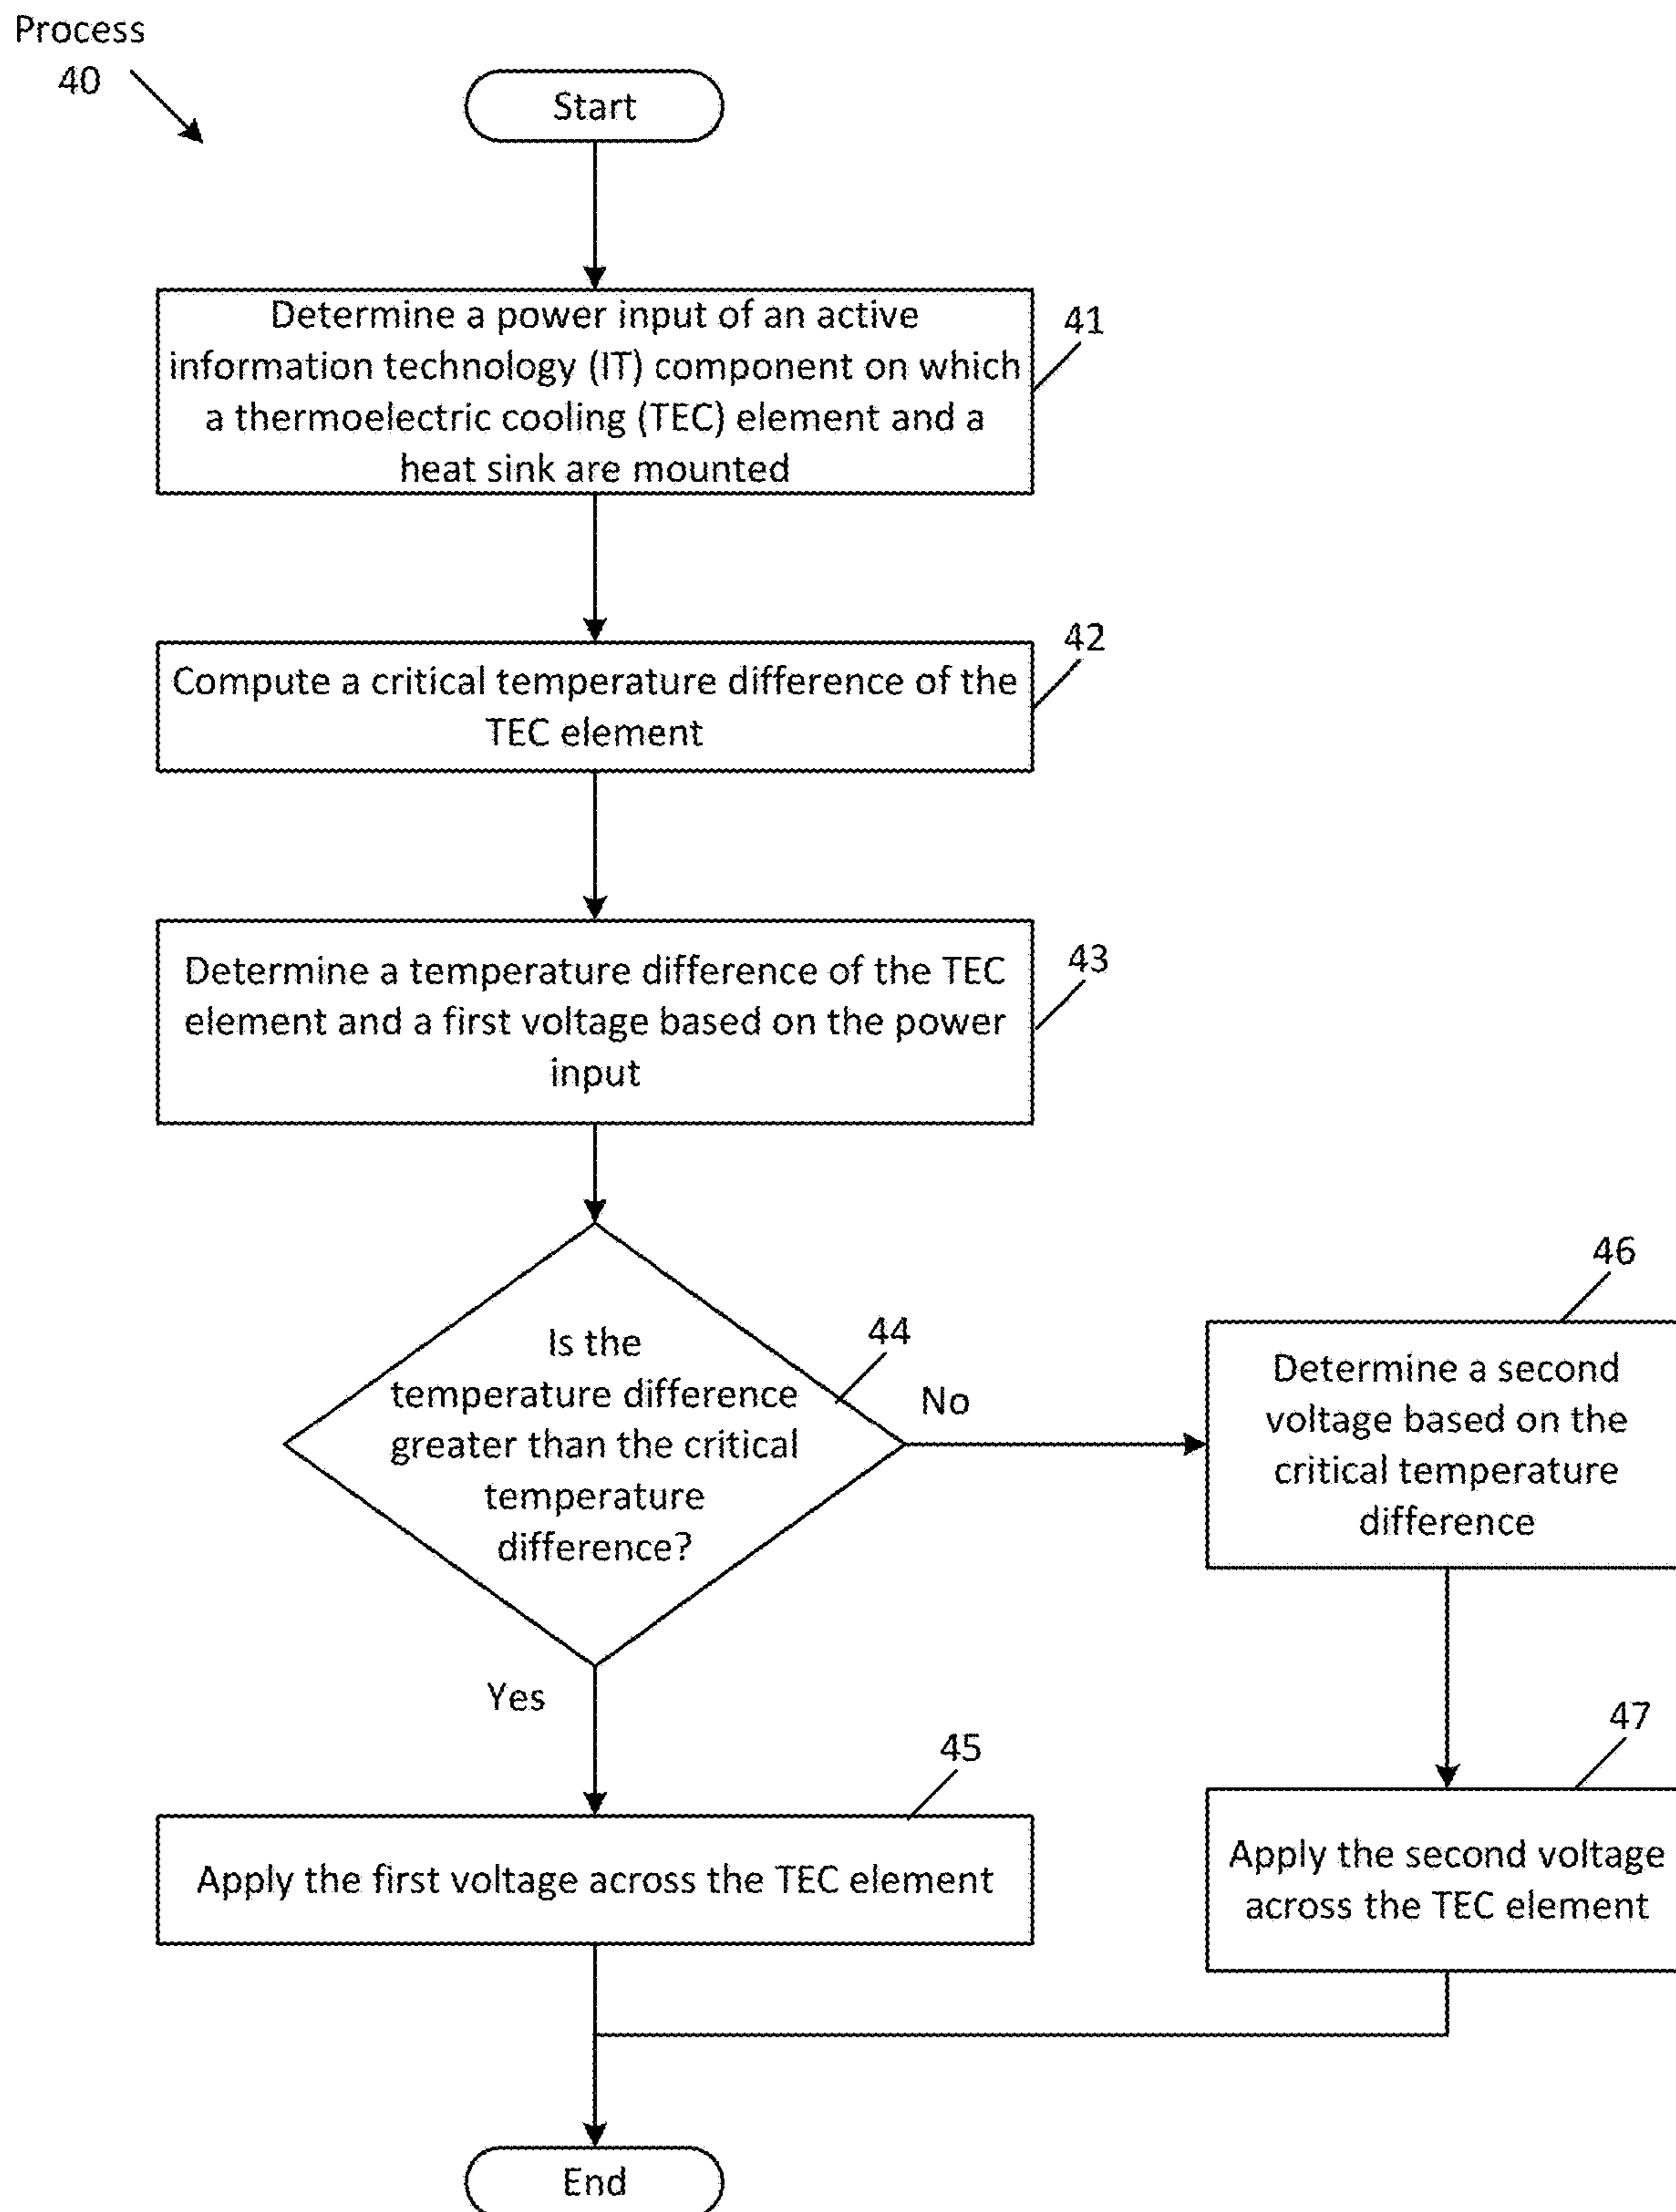 Process
40
Start
Determine a power input of an active
information technology (IT) component on which
a thermoelectric cooling (TEC) element and a
heat sink are mounted
41
Compute a critical temperature difference of the
TEC element
42
Determine a temperature difference of the TEC
element and a first voltage based on the power
input
43
Is the
temperature difference
greater than the critical
temperature
difference?
44
No
Yes
46
Determine a second
voltage based on the
critical temperature
difference
45
Apply the first voltage across the TEC element
47
Apply the second voltage
across the TEC element
End